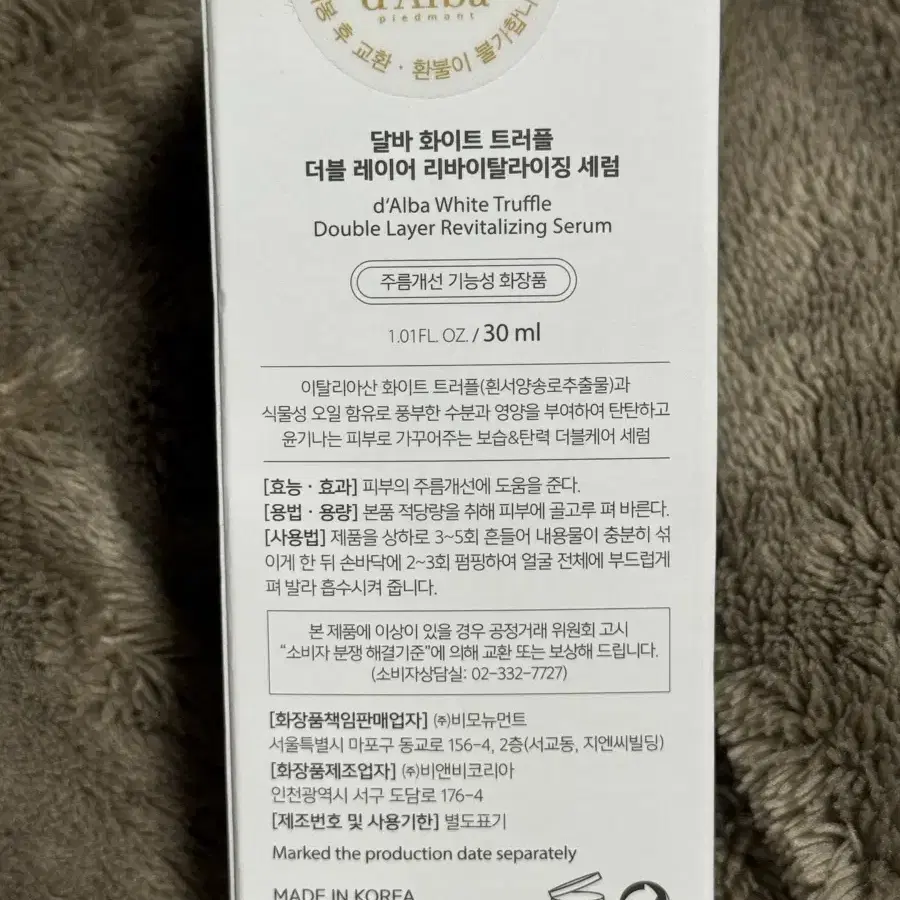 d'Alba
piedmont
봉 후 교환 · 환불이 불가합니
달바 화이트 트러플
더블 레이어 리바이탈라이징 세럼
d'Alba White Truffle
Double Layer Revitalizing Serum
주름개선 기능성 화장품
1.01FL. OZ. / 30 ml
이탈리아산 화이트 트러플(흰서양송로추출물)과
식물성 오일 함유로 풍부한 수분과 영양을 부여하여 탄탄하고
윤기나는 피부로 가꾸어주는 보습&탄력 더블케어 세럼
[효능 · 효과] 피부의 주름개선에 도움을 준다.
[용법 · 용량] 본품 적당량을 취해 피부에 골고루 펴 바른다.
[사용법] 제품을 상하로 3~5회 흔들어 내용물이 충분히 섞
이게 한 뒤 손바닥에 2~3회 펌핑하여 얼굴 전체에 부드럽게
펴 발라 흡수시켜 줍니다.
본 제품에 이상이 있을 경우 공정거래 위원회 고시
"소비자 분쟁 해결기준"에 의해 교환 또는 보상해 드립니다.
(소비자상담실: 02-332-7727)
[화장품책임판매업자] ㈜비모뉴먼트
서울특별시 마포구 동교로 156-4, 2층(서교동, 지엔씨빌딩)
[화장품제조업자] ㈜비앤비코리아
인천광역시 서구 도담로 176-4
[제조번호 및 사용기한] 별도표기
Marked the production date separately
MADE IN KOREA